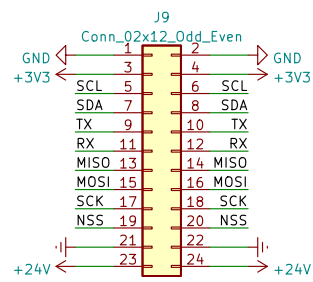 J9
Conn_02x12_Odd_Even
GND 1 2 GND
+3V3 3 4 +3V3
SCL 5 6 SCL
SDA 7 8 SDA
TX 9 10 TX
RX 11 12 RX
MISO 13 14 MISO
MOSI 15 16 MOSI
SCK 17 18 SCK
NSS 19 20 NSS
21 22
+24V 23 24 +24V